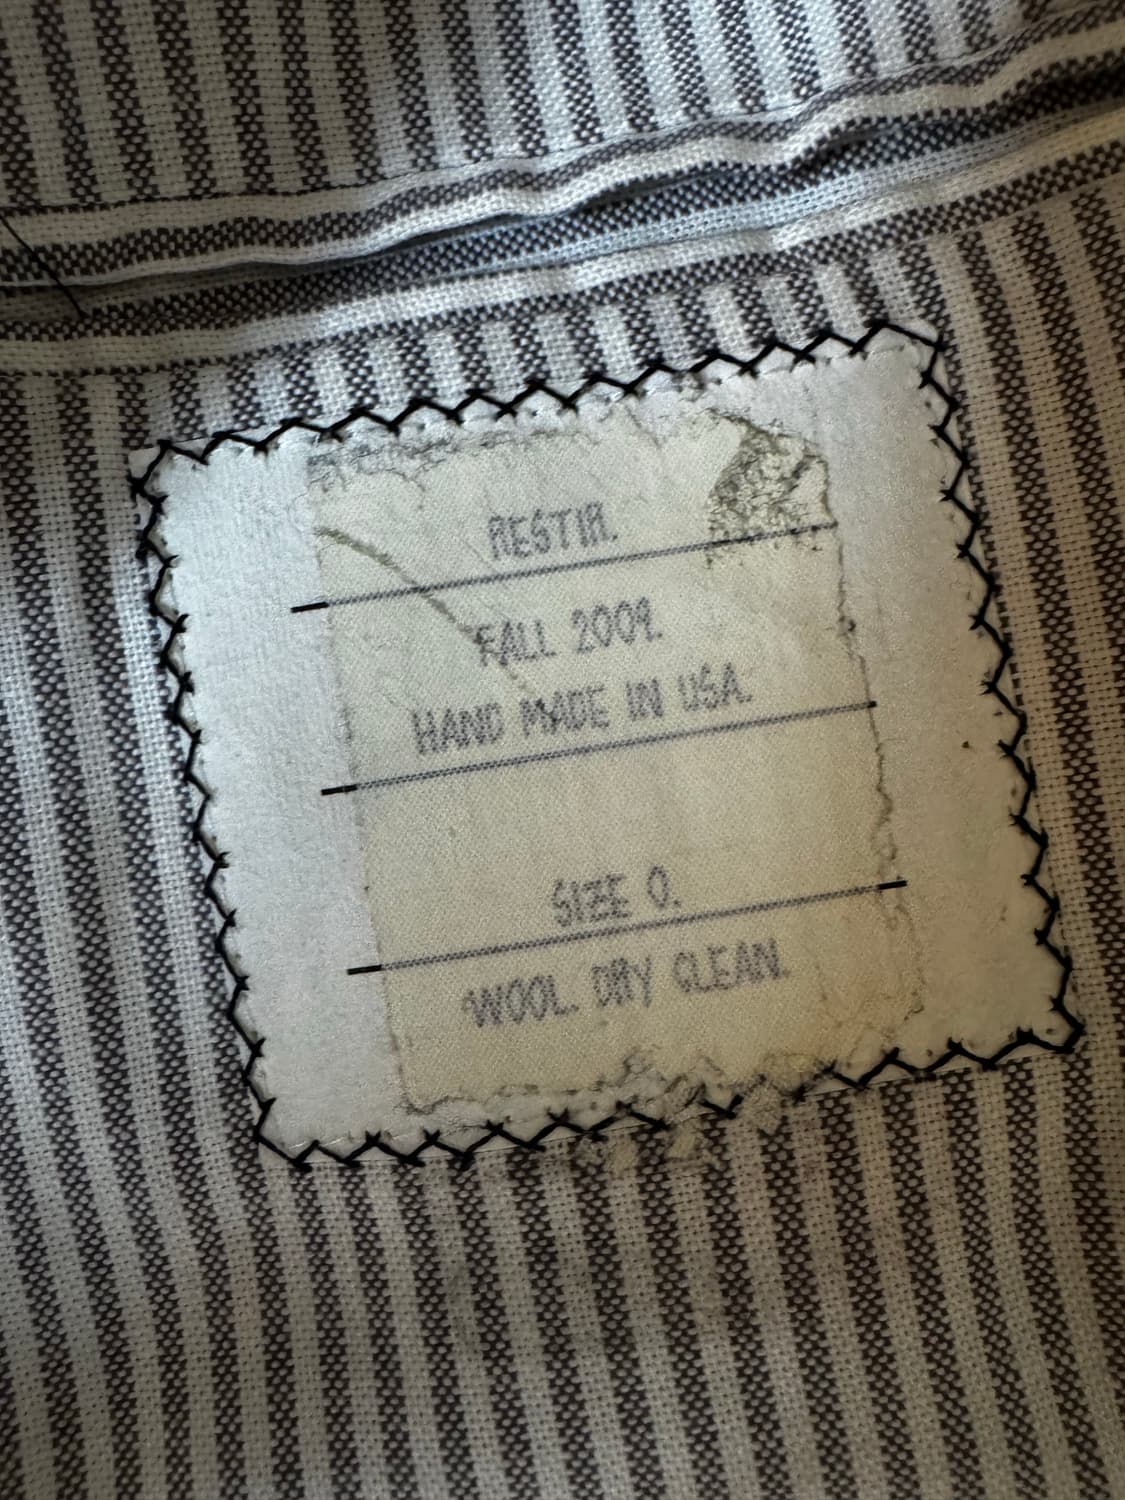 RESTIR.
FALL 2009.
HAND MADE IN USA.
SIZE 0.
WOOL. DRY CLEAN.